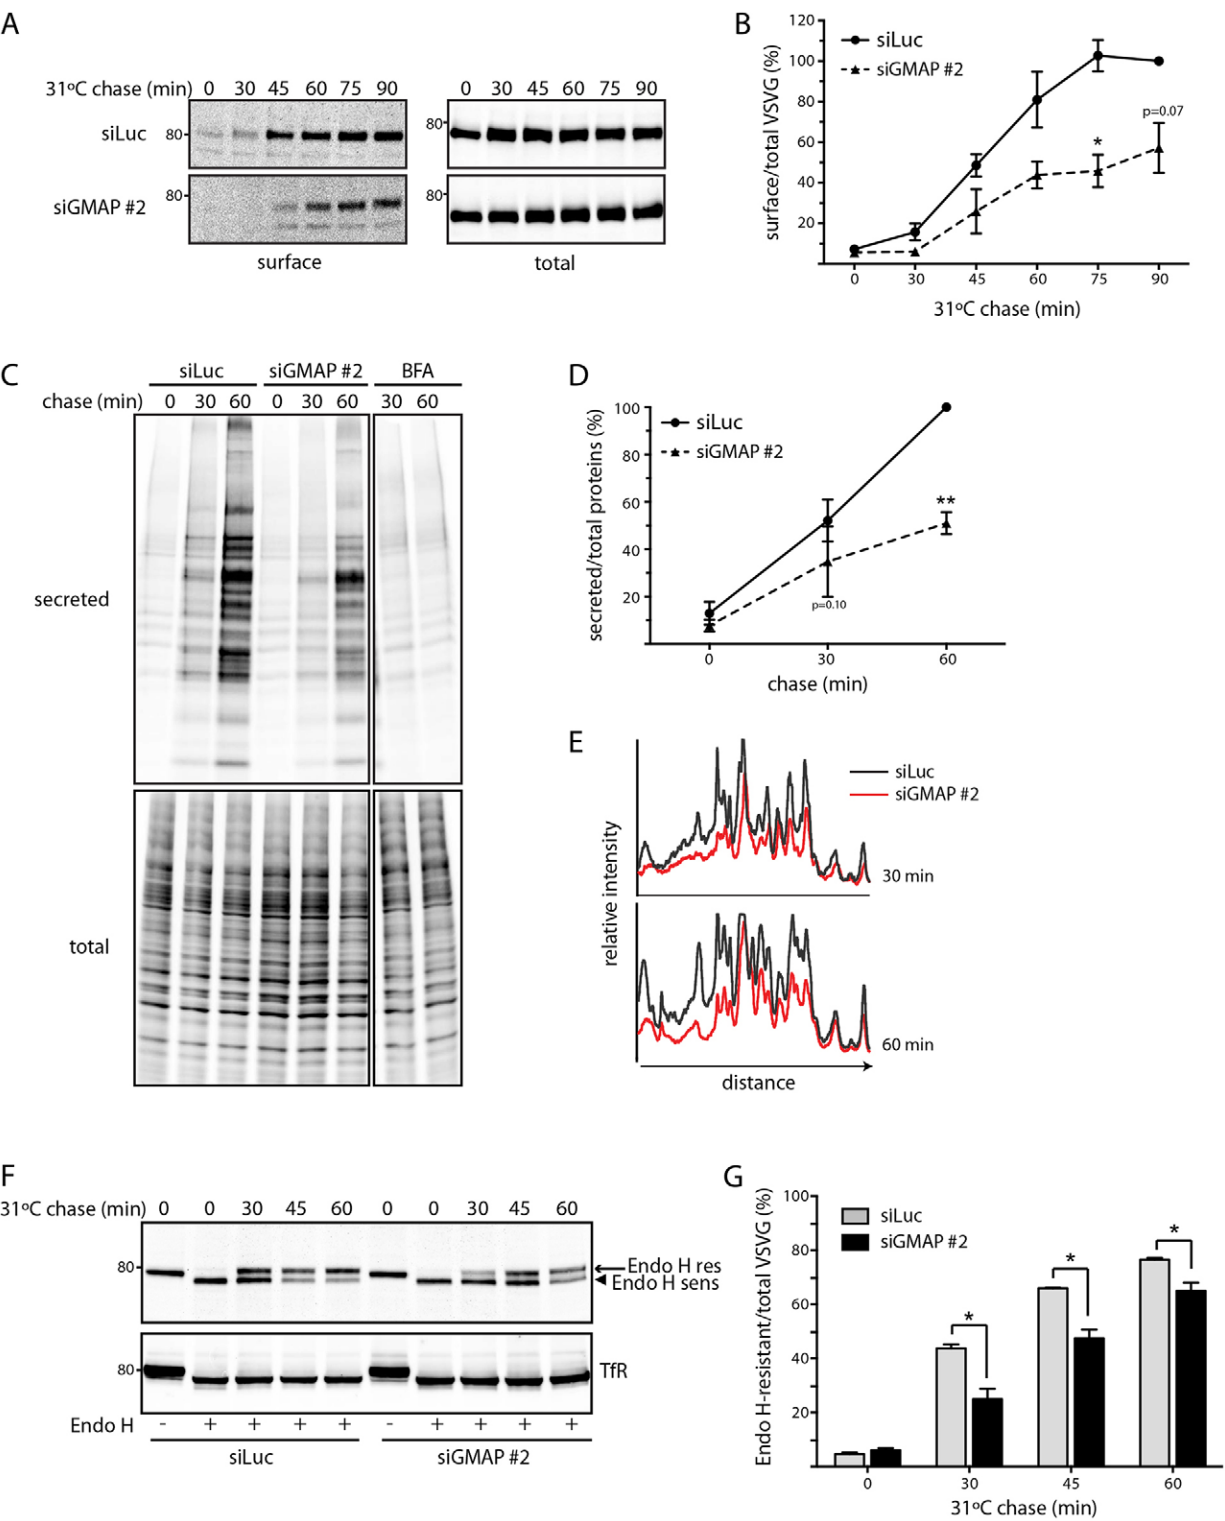 A
31ºC chase (min) 0 30 45 60 75 90 0 30 45 60 75 90
siLuc 80 80
siGMAP #2 80 80
surface total
B
surface/total VSVG (%)
120
100
80
60
40
20
siLuc
siGMAP #2
*
p=0.07
0 30 45 60 75 90
31ºC chase (min)
C
siLuc siGMAP #2 BFA
chase (min) 0 30 60 0 30 60 30 60
secreted
total
D
secreted/total proteins (%)
100
80
60
40
20
siLuc
siGMAP #2
**
p=0.10
0 30 60
chase (min)
E
relative intensity
siLuc
siGMAP #2
30 min
60 min
distance
F
31ºC chase (min) 0 0 30 45 60 0 0 30 45 60
80
Endo H res
Endo H sens
80
TfR
Endo H - + + + + - + + + +
siLuc siGMAP #2
G
Endo H-resistant/total VSVG (%)
100
80
60
40
20
siLuc
siGMAP #2
* * *
0 30 45 60
31ºC chase (min)